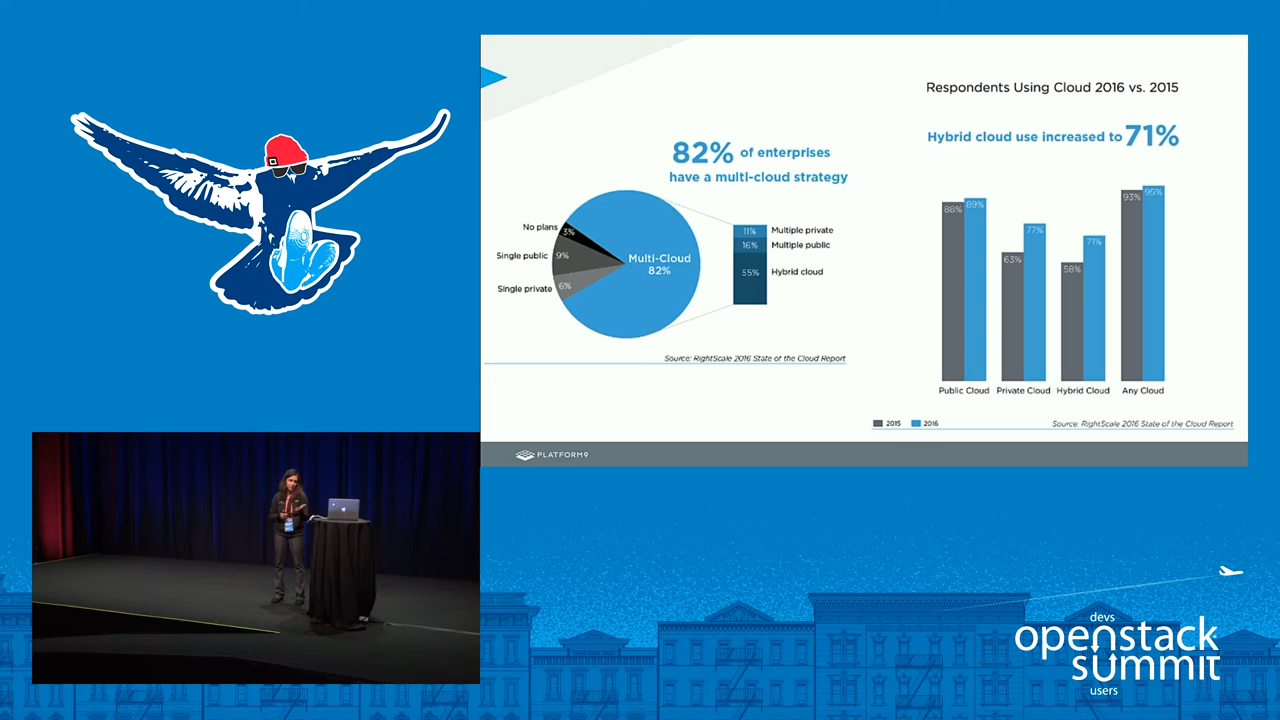 Respondents Using Cloud 2016 vs. 2015
Hybrid cloud use increased to 71%
82% of enterprises
have a multi-cloud strategy
No plans
3%
Single public
9%
Single private
6%
Multi-Cloud
82%
11%
Multiple private
16%
Multiple public
55%
Hybrid cloud
Source: RightScale 2016 State of the Cloud Report
88%
89%
63%
77%
58%
71%
93%
95%
Public Cloud
Private Cloud
Hybrid Cloud
Any Cloud
2015
2016
Source: RightScale 2016 State of the Cloud Report
PLATFORM9
devs
openstack
summit
users